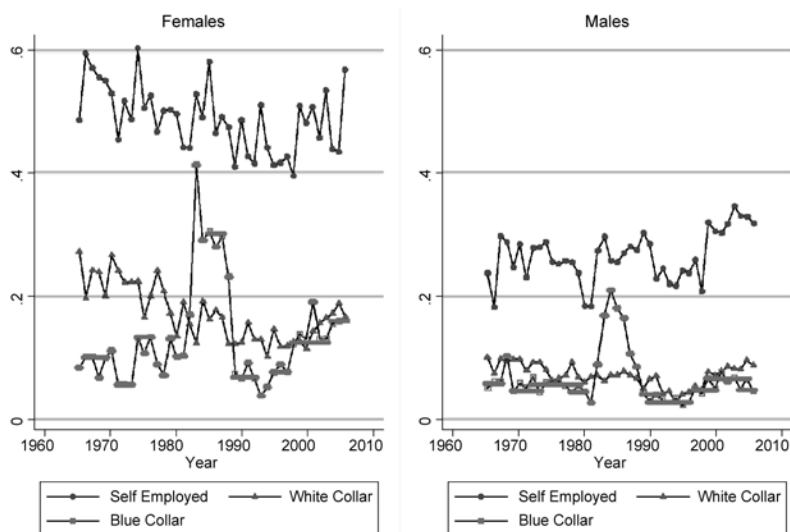 Females
.6
.4
.2
0
1960 1970 1980 1990 2000 2010
Year
Self Employed White Collar
Blue Collar
Males
.6
.4
.2
0
1960 1970 1980 1990 2000 2010
Year
Self Employed White Collar
Blue Collar